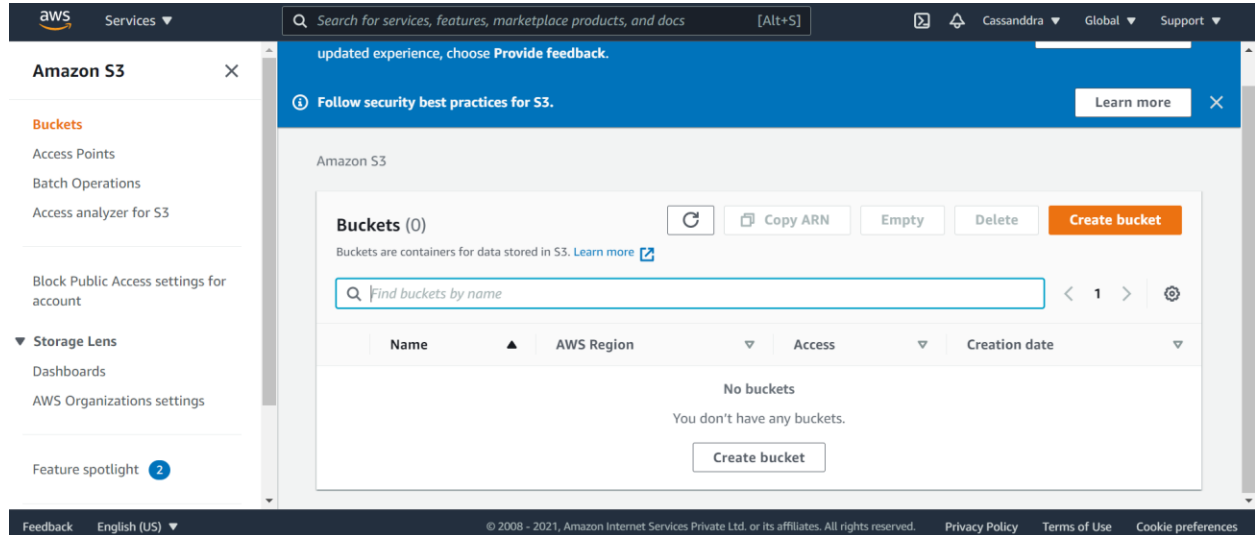 aws Services ▼ Search for services, features, marketplace products, and docs [Alt+S] Cassanddra ▼ Global ▼ Support ▼
Amazon S3
Buckets
Access Points
Batch Operations
Access analyzer for S3
Block Public Access settings for
account
▼ Storage Lens
Dashboards
AWS Organizations settings
Feature spotlight 2
updated experience, choose Provide feedback.
Follow security best practices for S3. Learn more
Amazon S3
Buckets (0) Copy ARN Empty Delete Create bucket
Buckets are containers for data stored in S3. Learn more
Find buckets by name 1
Name ▲ AWS Region ▽ Access ▽ Creation date ▽
No buckets
You don't have any buckets.
Create bucket
Feedback English (US) ▼ © 2008 - 2021, Amazon Internet Services Private Ltd. or its affiliates. All rights reserved. Privacy Policy Terms of Use Cookie preferences